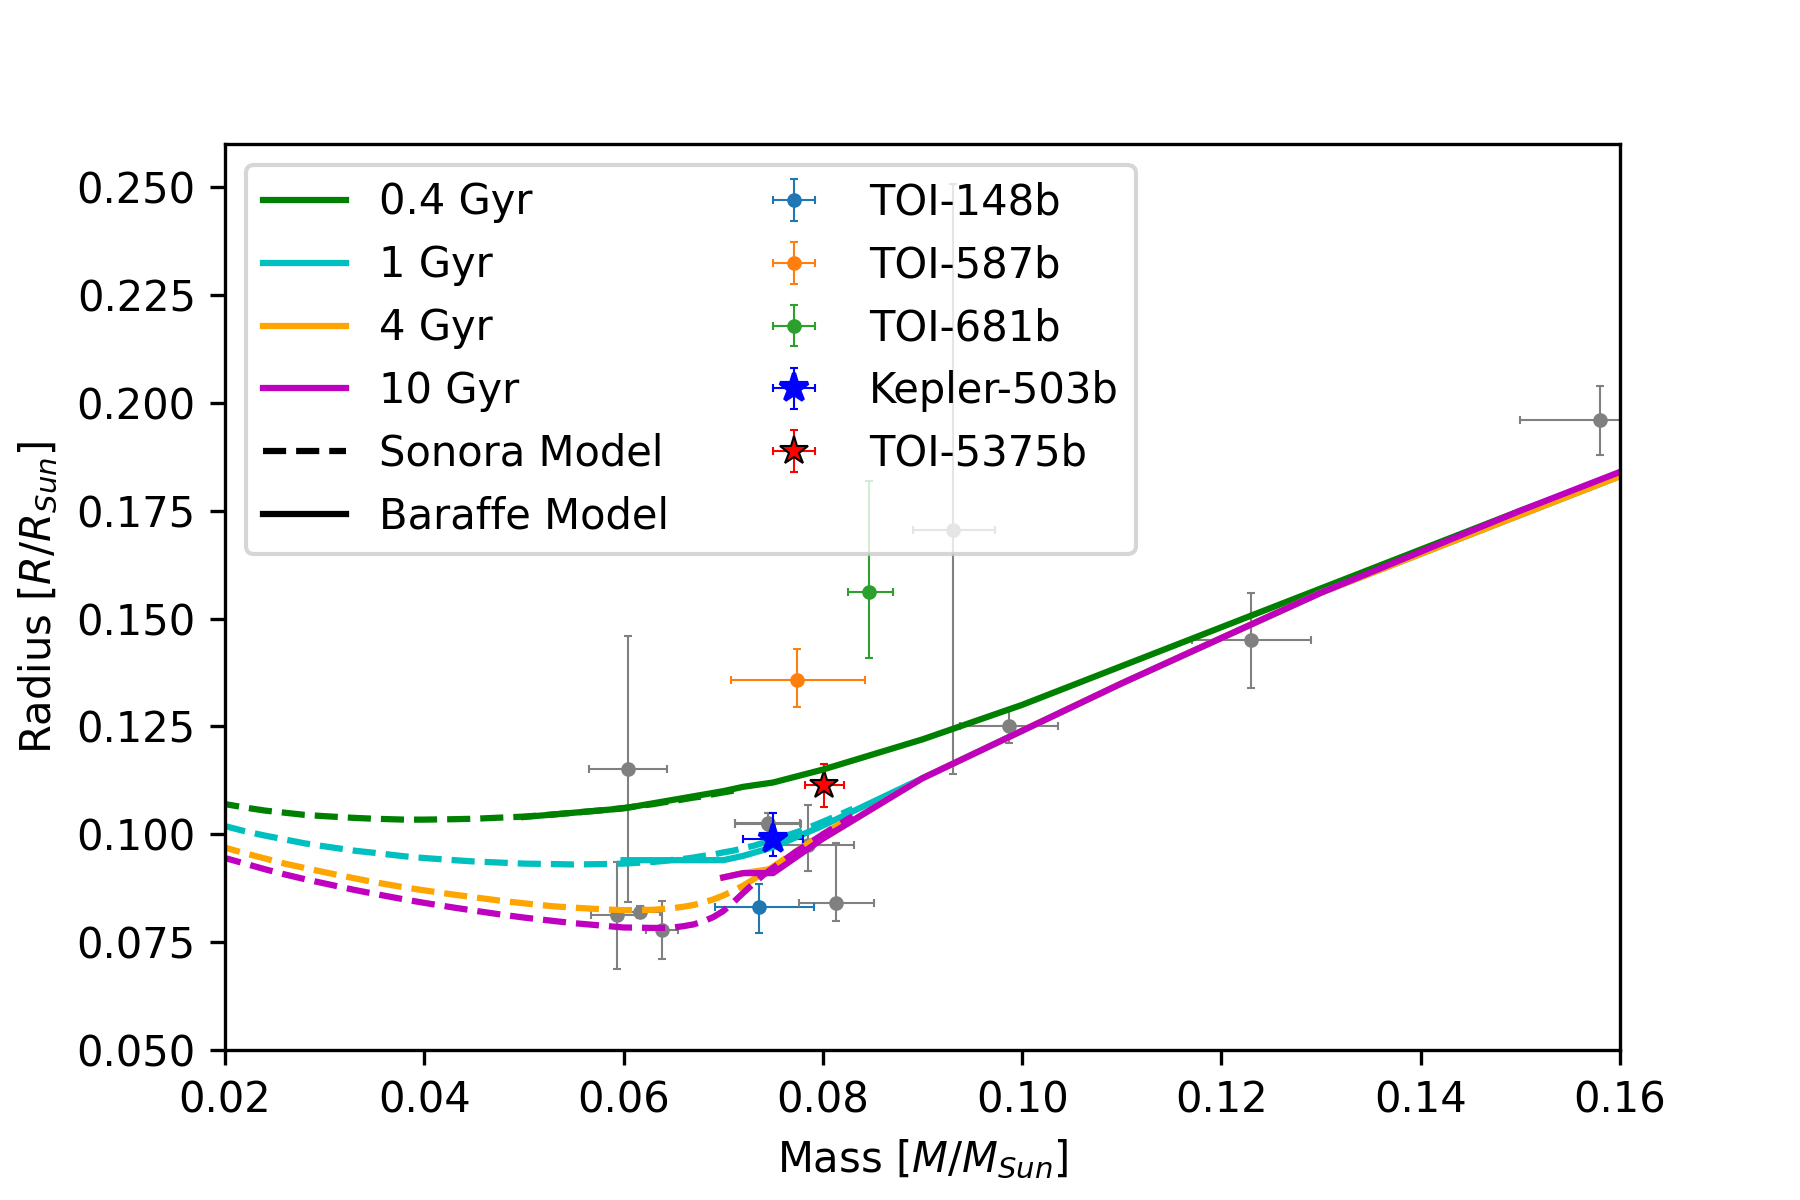 0.250
0.225
0.200
0.175
0.150
0.125
0.100
0.075
0.050
Radius [R/R_Sun]
0.4 Gyr
1 Gyr
4 Gyr
10 Gyr
Sonora Model
Baraffe Model
TOI-148b
TOI-587b
TOI-681b
Kepler-503b
TOI-5375b
0.02 0.04 0.06 0.08 0.10 0.12 0.14 0.16
Mass [M/M_Sun]